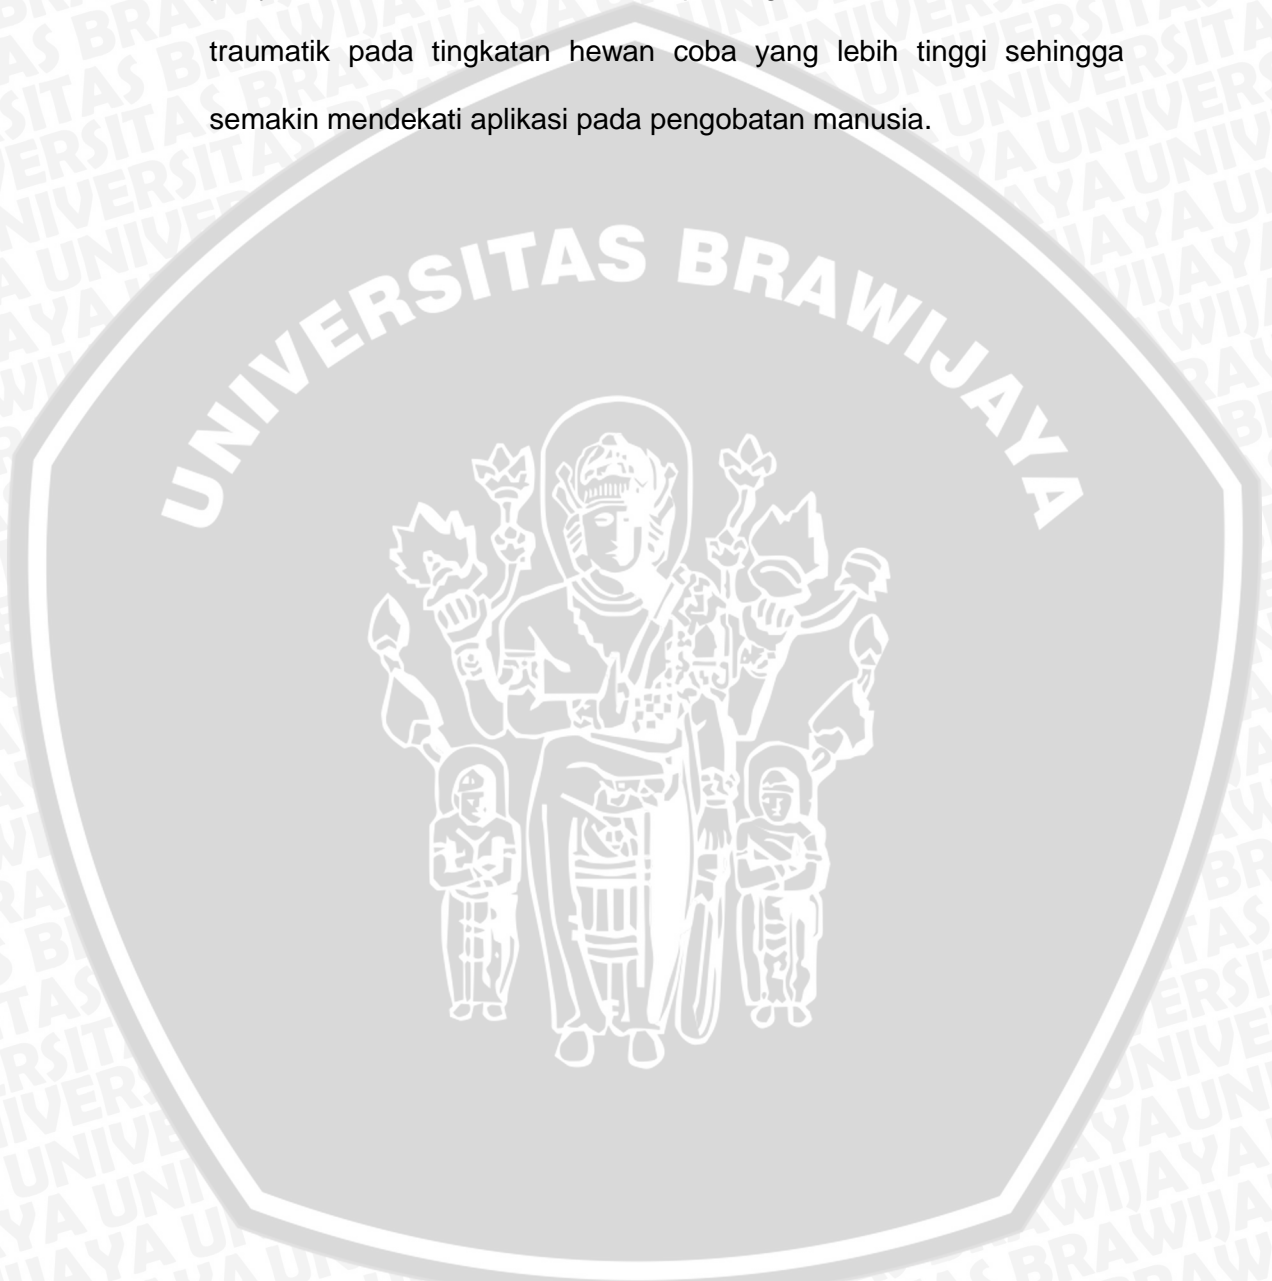 traumatik pada tingkatan hewan coba yang lebih tinggi sehingga
semakin mendekati aplikasi pada pengobatan manusia.
UNIVERSITAS BRAWIJAYA